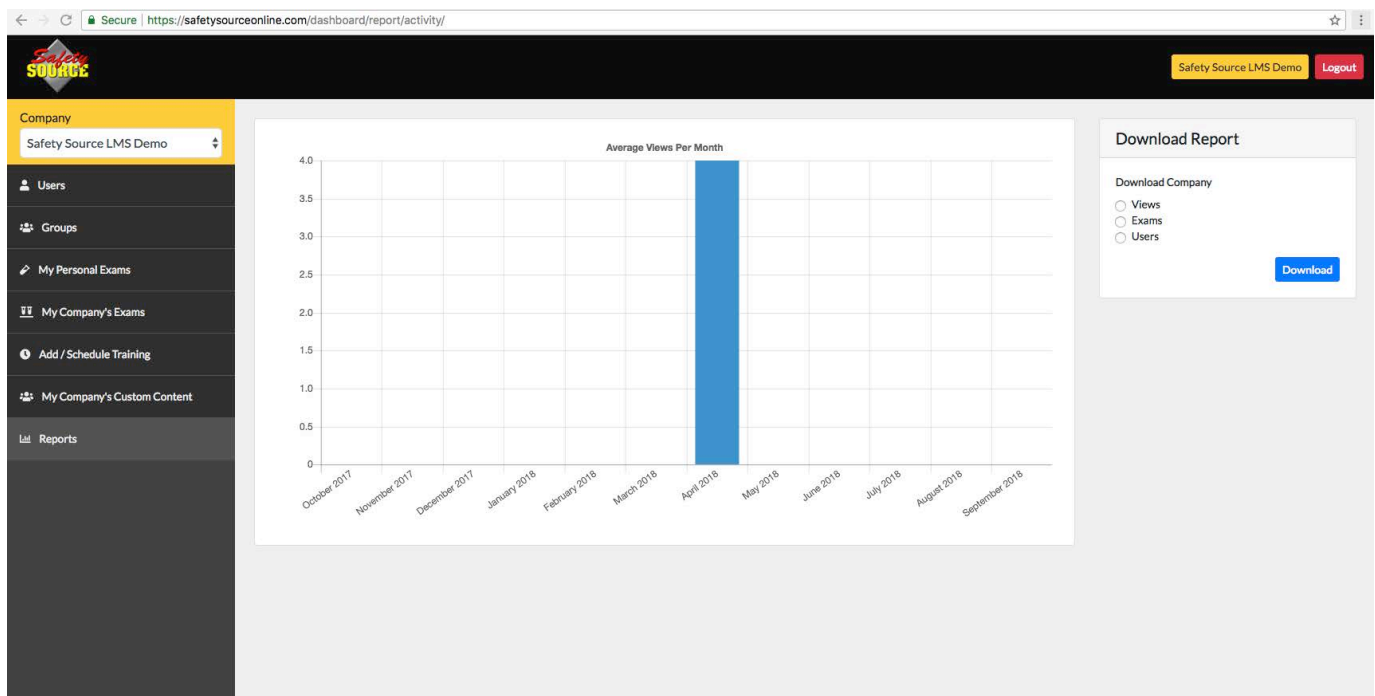 Secure | https://safetysourceonline.com/dashboard/report/activity/
Safety
SOURCE
Safety Source LMS Demo
Logout
Company
Safety Source LMS Demo
Users
Groups
My Personal Exams
My Company's Exams
Add / Schedule Training
My Company's Custom Content
Reports
Average Views Per Month
4.0
3.5
3.0
2.5
2.0
1.5
1.0
0.5
0
October 2017
November 2017
December 2017
January 2018
February 2018
March 2018
April 2018
May 2018
June 2018
July 2018
August 2018
September 2018
Download Report
Download Company
Views
Exams
Users
Download